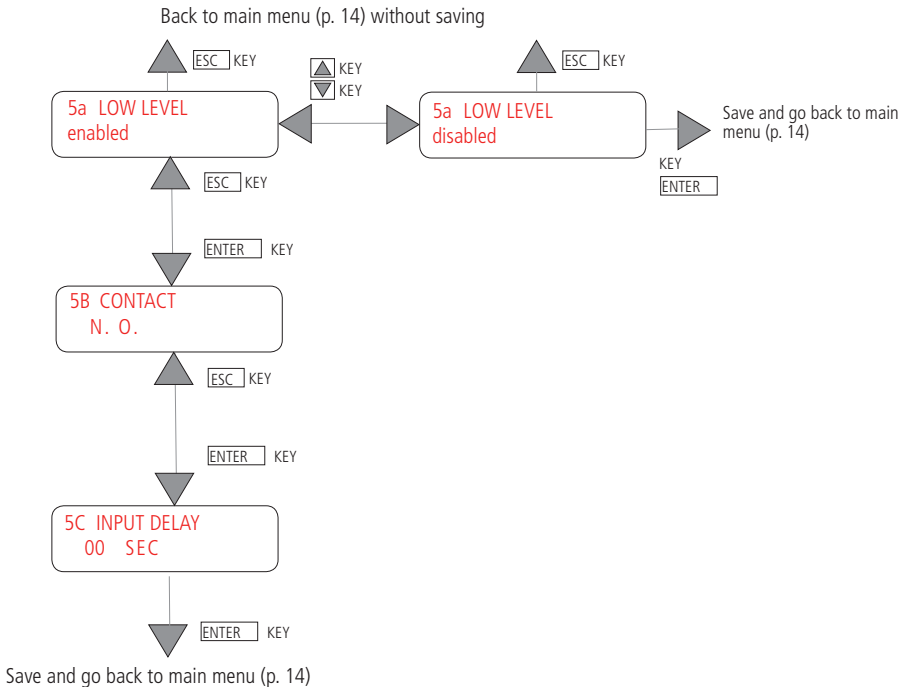 Back to main menu (p. 14) without saving
ESC KEY
KEY
KEY
ESC KEY
5a LOW LEVEL
enabled
5a LOW LEVEL
disabled
Save and go back to main
menu (p. 14)
KEY
ENTER
ESC KEY
ENTER KEY
5B CONTACT
N. O.
ESC KEY
ENTER KEY
5C INPUT DELAY
00 SEC
ENTER KEY
Save and go back to main menu (p. 14)